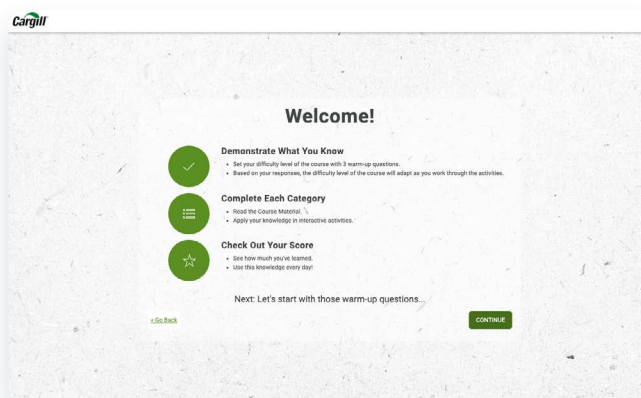 Cargill
Welcome!
Demonstrate What You Know
• Set your difficulty level of the course with 3 warm-up questions.
• Based on your responses, the difficulty level of the course will adapt as you work through the activities.
Complete Each Category
• Read the Course Material.
• Apply your knowledge in interactive activities.
Check Out Your Score
• See how much you've learned.
• Use this knowledge every day!
Next: Let's start with those warm-up questions...
< Go Back
CONTINUE